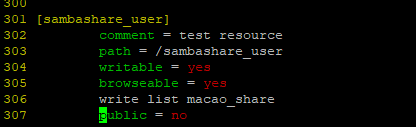 300
301 [sambashare_user]
302 comment = test resource
303 path = /sambashare_user
304 writable = yes
305 browseable = yes
306 write list macao_share
307 public = no